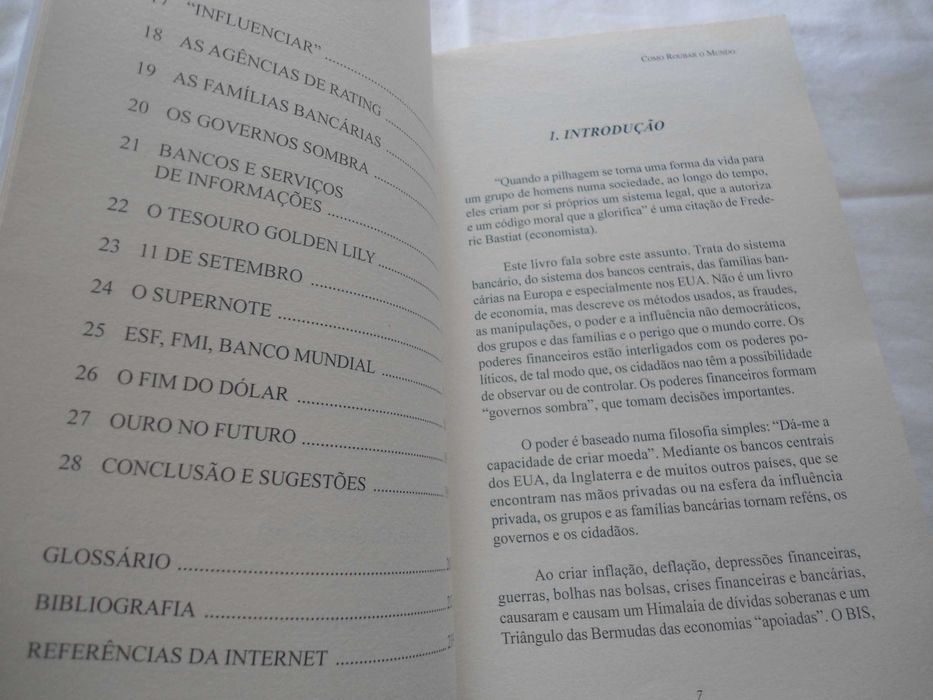 17 "INFLUENCIAR"
18 AS AGÊNCIAS DE RATING
19 AS FAMÍLIAS BANCÁRIAS
20 OS GOVERNOS SOMBRA
21 BANCOS E SERVIÇOS
DE INFORMAÇÕES
22 O TESOURO GOLDEN LILY
23 11 DE SETEMBRO
24 O SUPERNOTE
25 ESF, FMI, BANCO MUNDIAL
26 O FIM DO DÓLAR
27 OURO NO FUTURO
28 CONCLUSÃO E SUGESTÕES
GLOSSÁRIO
BIBLIOGRAFIA
REFERÊNCIAS DA INTERNET
COMO ROUBAR O MUNDO
1. INTRODUÇÃO
"Quando a pilhagem se torna uma forma da vida para
um grupo de homens numa sociedade, ao longo do tempo,
eles criam por si próprios um sistema legal, que a autoriza
e um código moral que a glorifica" é uma citação de Frede-
ric Bastiat (economista).
Este livro fala sobre este assunto. Trata do sistema
bancário, do sistema dos bancos centrais, das famílias ban-
cárias na Europa e especialmente nos EUA. Não é um livro
de economia, mas descreve os métodos usados, as fraudes,
as manipulações, o poder e a influência não democráticos,
dos grupos e das famílias e o perigo que o mundo corre. Os
poderes financeiros estão interligados com os poderes po-
líticos, de tal modo que, os cidadãos nao têm a possibilidade
de observar ou de controlar. Os poderes financeiros formam
"governos sombra", que tomam decisões importantes.
O poder é baseado numa filosofia simples: "Dá-me a
capacidade de criar moeda". Mediante os bancos centrais
dos EUA, da Inglaterra e de muitos outros países, que se
encontram nas mãos privadas ou na esfera da influência
privada, os grupos e as famílias bancárias tornam reféns, os
governos e os cidadãos.
Ao criar inflação, deflação, depressões financeiras,
guerras, bolhas nas bolsas, crises financeiras e bancárias,
causaram e causam um Himalaia de dívidas soberanas e um
Triângulo das Bermudas das economias "apoiadas". O BIS,
7